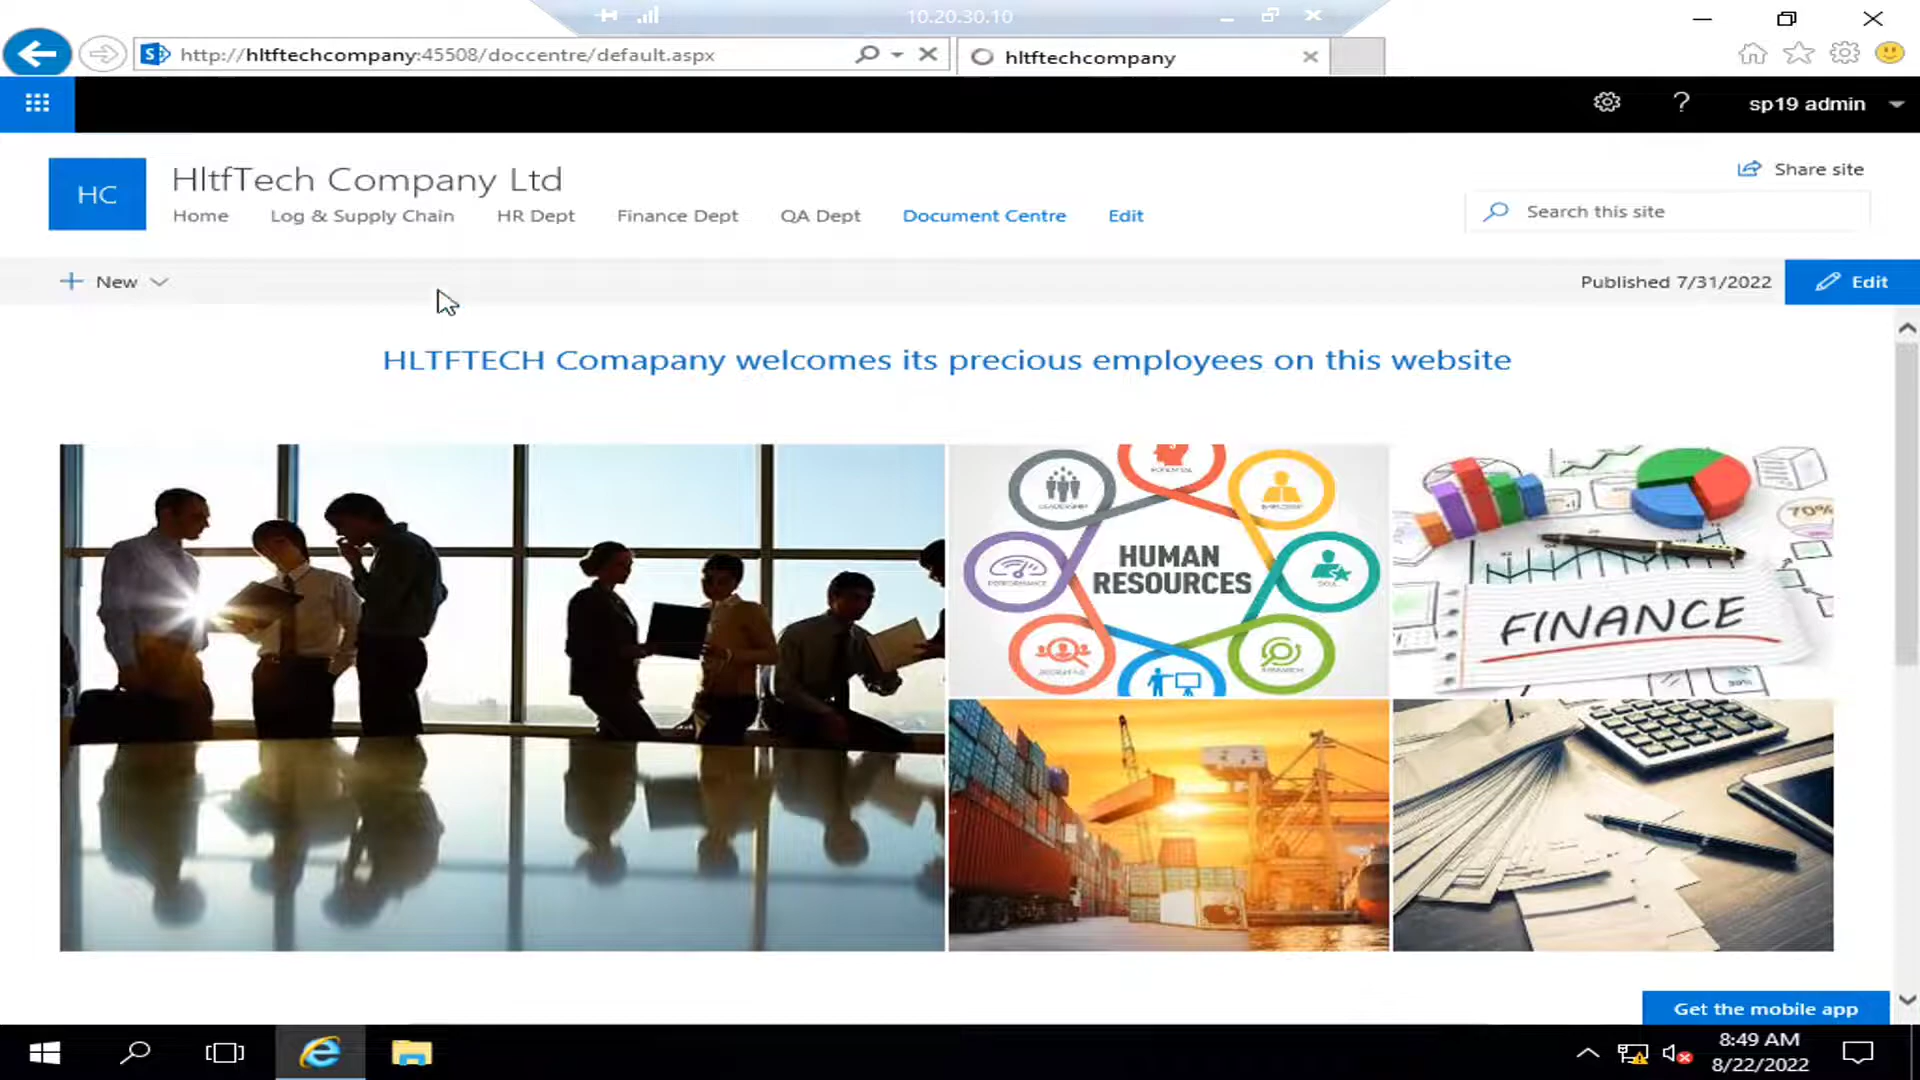 10.20.30.10
http://hltftechcompany:45508/doccentre/default.aspx
hltftechcompany
sp19 admin
HC
HltfTech Company Ltd
Share site
Home
Log & Supply Chain
HR Dept
Finance Dept
QA Dept
Document Centre
Edit
Search this site
New
Published 7/31/2022
Edit
HLTFTECH Comapany welcomes its precious employees on this website
LEADERSHIP
HUMAN
RESOURCES
70%
FINANCE
Get the mobile app
8:49 AM
8/22/2022